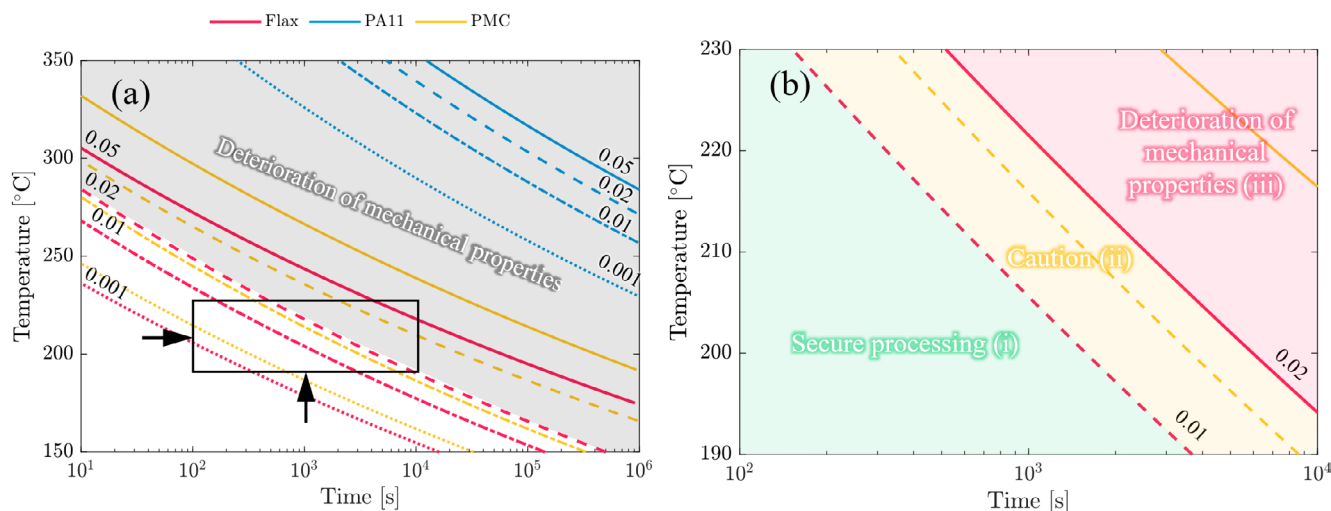 Flax PA11 PMC
(a)
Temperature [°C]
350
300
250
200
150
0.05
0.02
0.01
0.001
0.05
0.02
0.01
0.001
Deterioration of mechanical properties
10^1 10^2 10^3 10^4 10^5 10^6
Time [s]
(b)
Temperature [°C]
230
220
210
200
190
Deterioration of
mechanical
properties (iii)
Caution (ii)
Secure processing (i)
0.02
0.01
10^2 10^3 10^4
Time [s]